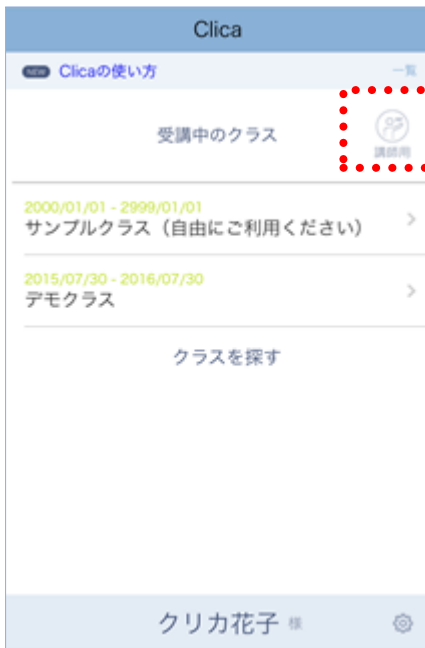 Clica
NEW Clicaの使い方 一覧
受講中のクラス
講師用
2000/01/01 - 2999/01/01
サンプルクラス（自由にご利用ください）
2015/07/30 - 2016/07/30
デモクラス
クラスを探す
クリカ花子 様